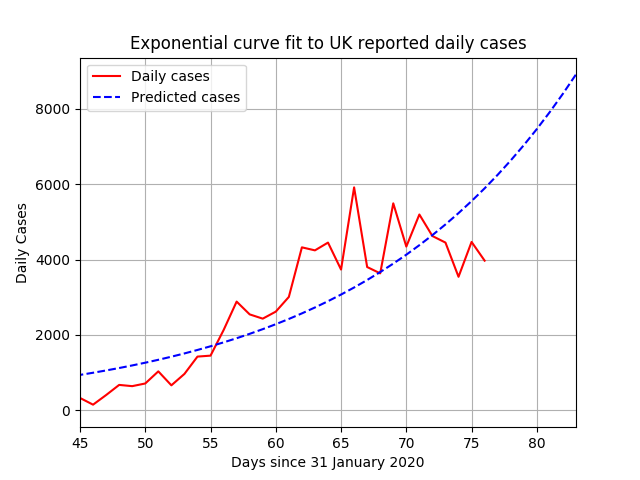 Exponential curve fit to UK reported daily cases
Daily cases
Predicted cases
8000
6000
4000
2000
0
Daily Cases
45 50 55 60 65 70 75 80
Days since 31 January 2020